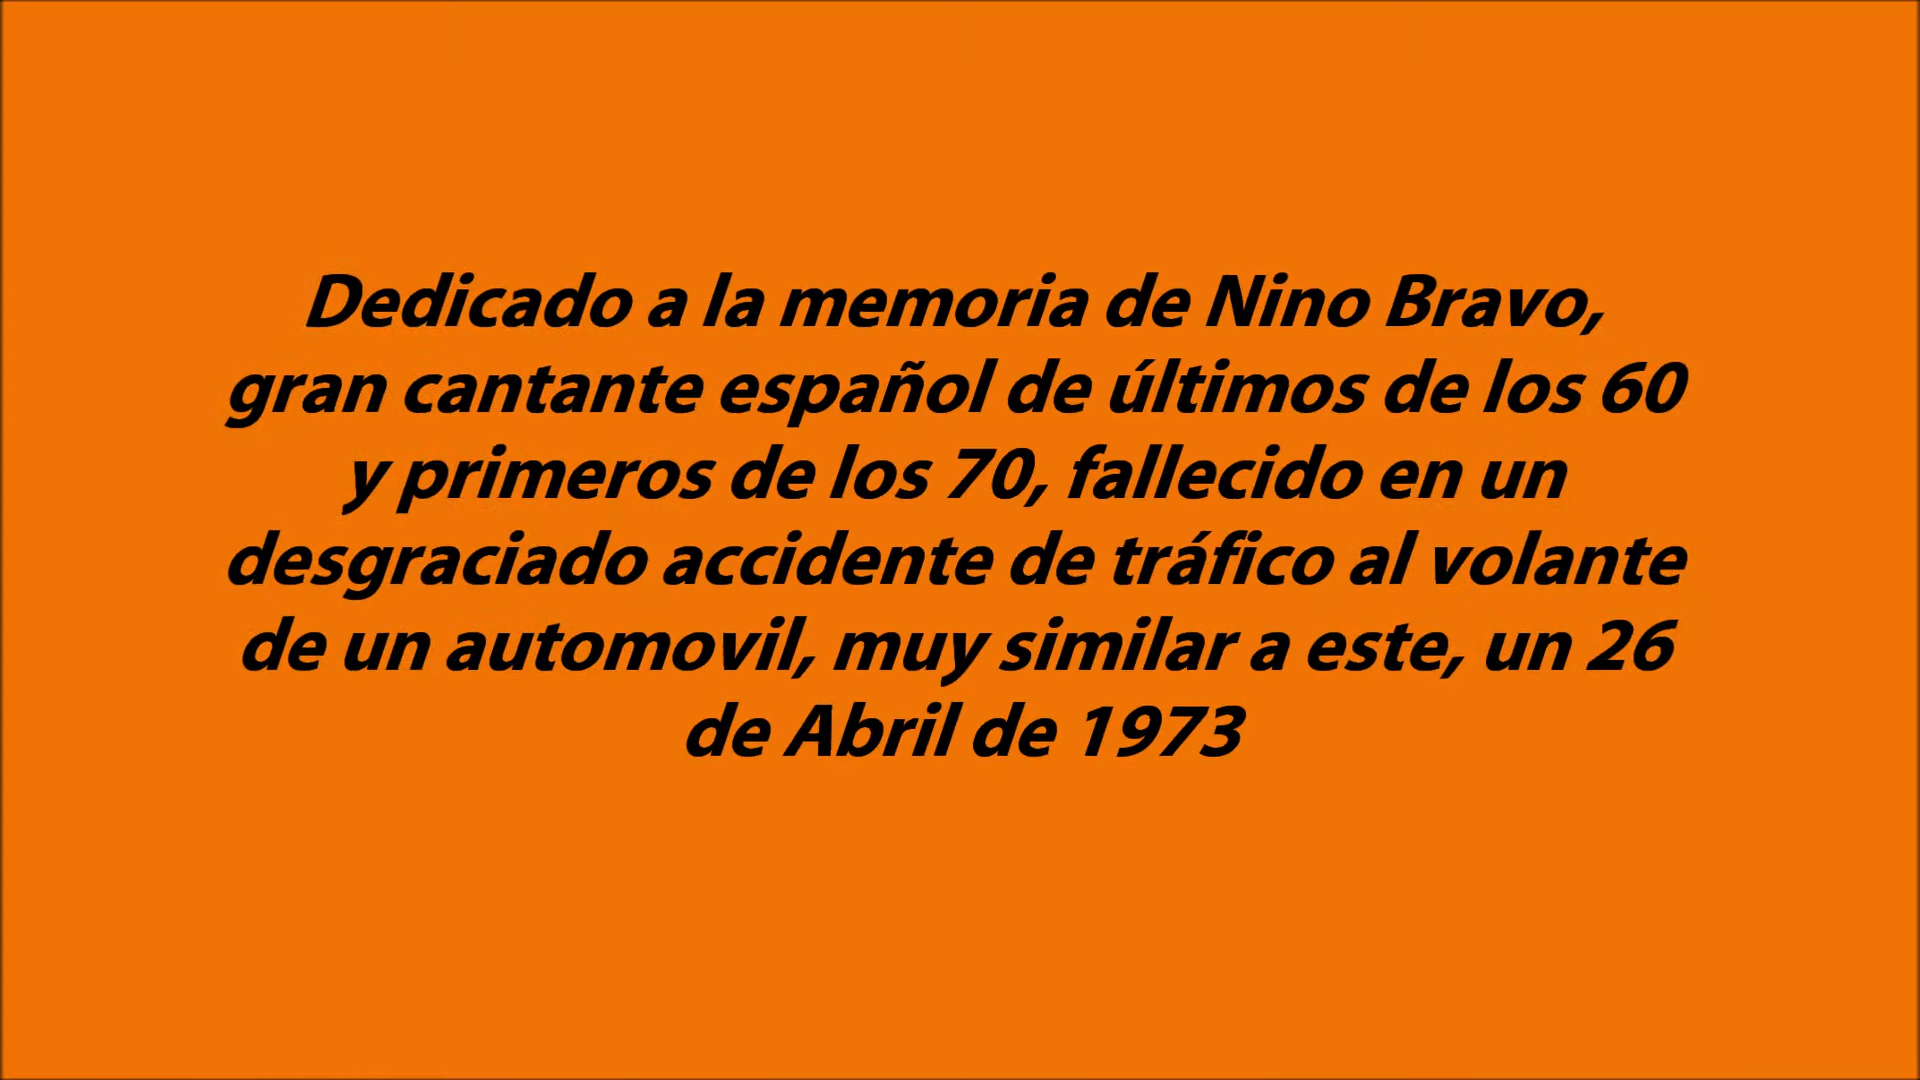 Dedicado a la memoria de Nino Bravo,
gran cantante español de últimos de los 60
y primeros de los 70, fallecido en un
desgraciado accidente de tráfico al volante
de un automovil, muy similar a este, un 26
de Abril de 1973